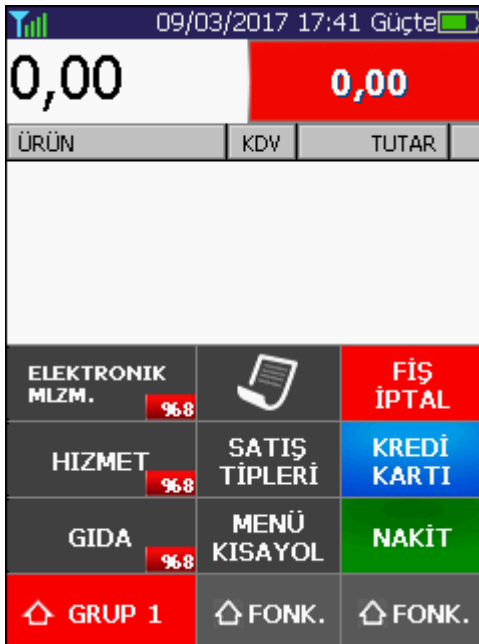 09/03/2017 17:41 Güçte
0,00
0,00
ÜRÜN KDV TUTAR
ELEKTRONIK
MLZM.
%8
FİŞ
İPTAL
HIZMET
%8
SATIŞ
TİPLERİ
KREDİ
KARTI
GIDA
%8
MENÜ
KISAYOL
NAKİT
GRUP 1
FONK.
FONK.